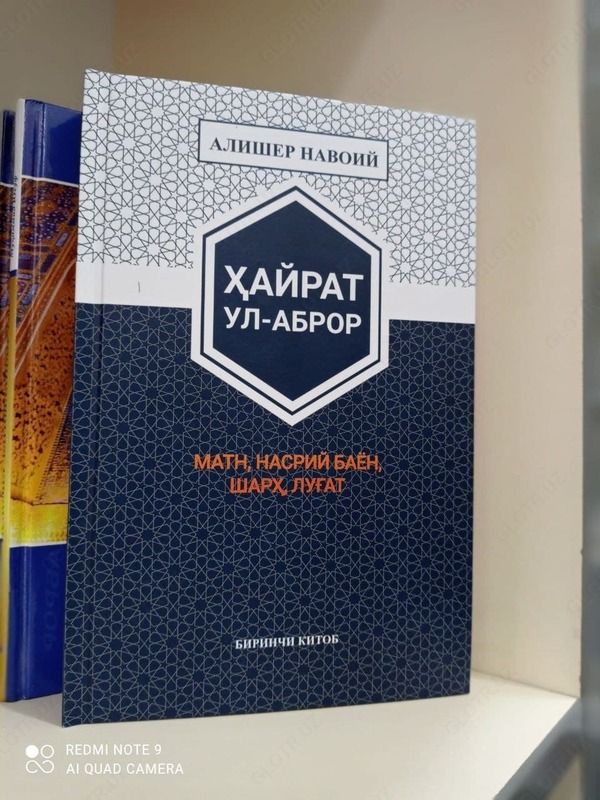 АЛИШЕР НАВОИЙ
ҲАЙРАТ
УЛ-АБРОР
МАТН, НАСРИЙ БАЁН,
ШАРҲ, ЛУҒАТ
БИРИНЧИ КИТОБ
REDMI NOTE 9
AI QUAD CAMERA